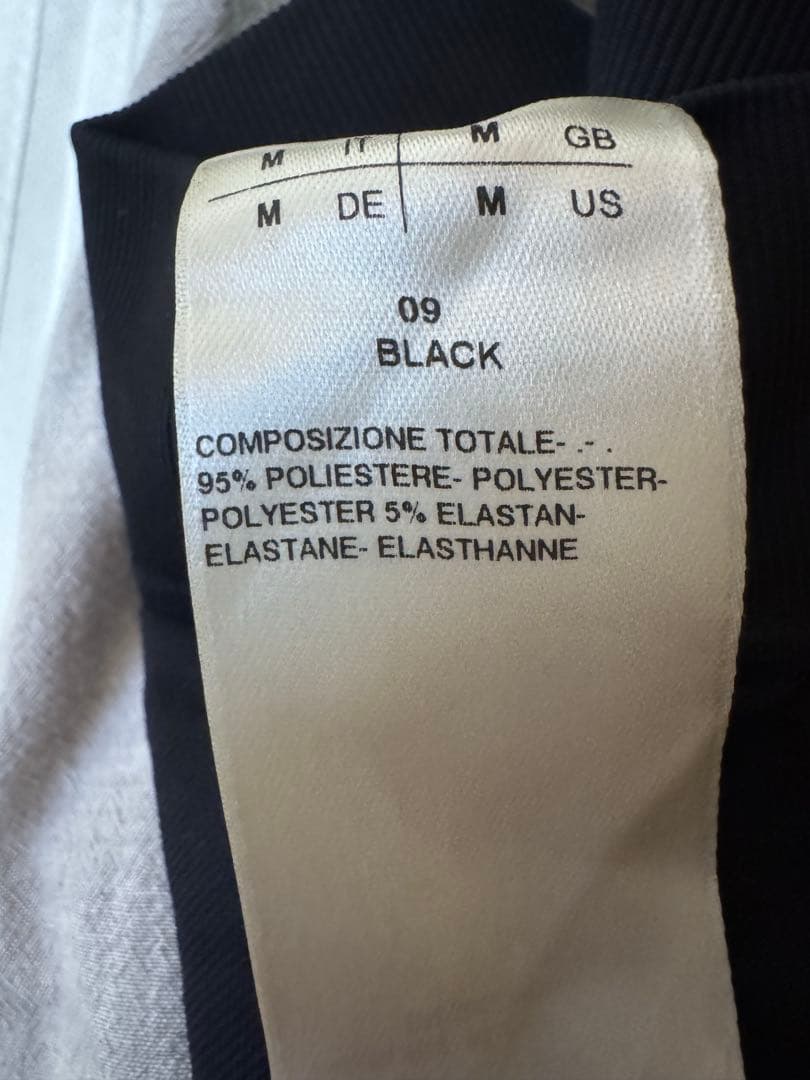 M IT M GB
M DE M US
09
BLACK
COMPOSIZIONE TOTALE- .- .
95% POLIESTERE- POLYESTER-
POLYESTER 5% ELASTAN-
ELASTANE- ELASTHANNE